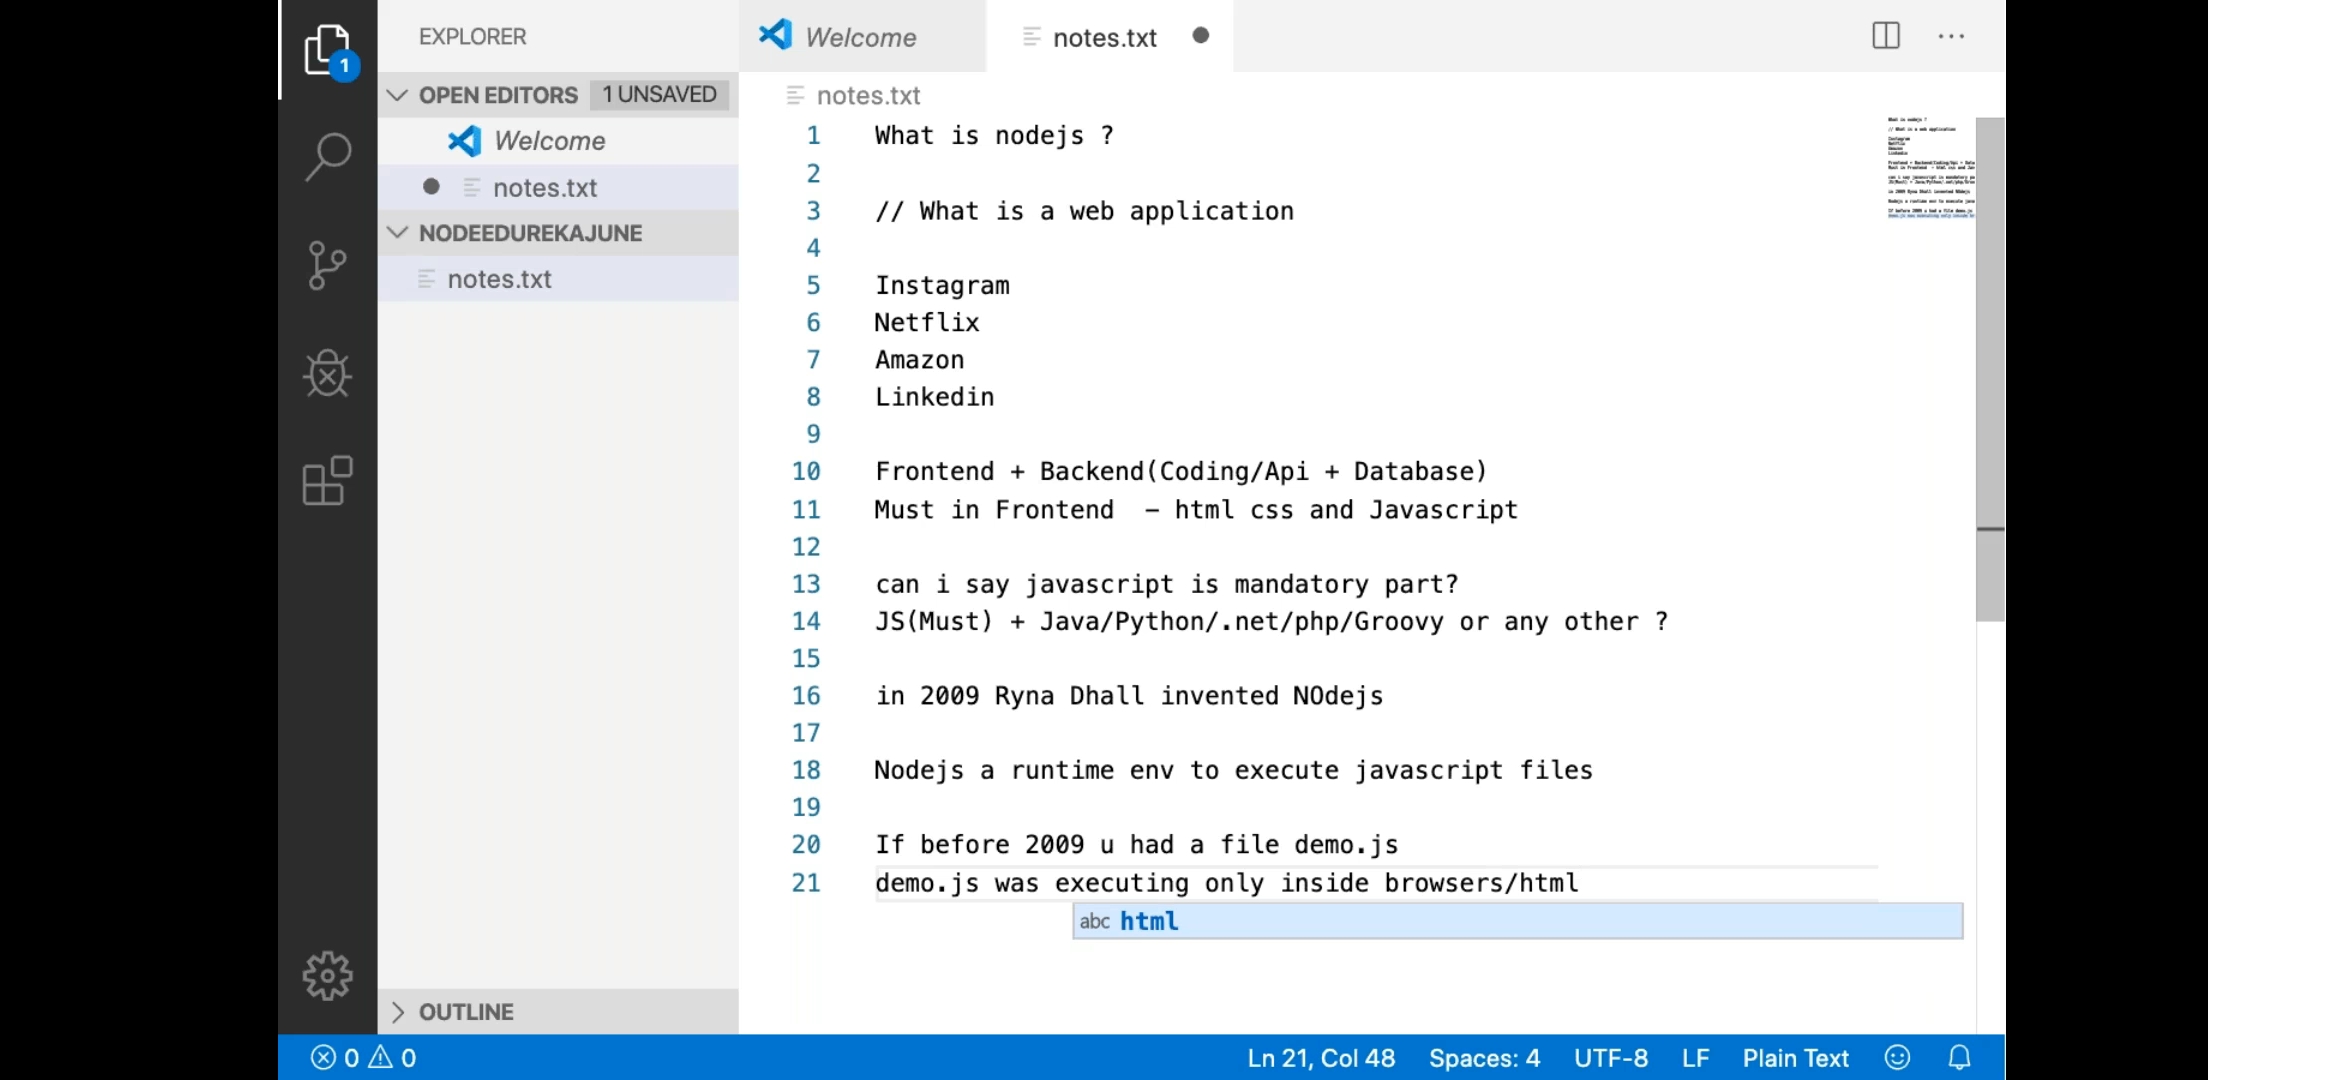 EXPLORER
OPEN EDITORS 1 UNSAVED
Welcome
notes.txt
NODEEDUREKAJUNE
notes.txt
OUTLINE
1
Welcome
notes.txt
notes.txt
1 What is nodejs ?
2
3 // What is a web application
4
5 Instagram
6 Netflix
7 Amazon
8 Linkedin
9
10 Frontend + Backend(Coding/Api + Database)
11 Must in Frontend  – html css and Javascript
12
13 can i say javascript is mandatory part?
14 JS(Must) + Java/Python/.net/php/Groovy or any other ?
15
16 in 2009 Ryna Dhall invented NOdejs
17
18 Nodejs a runtime env to execute javascript files
19
20 If before 2009 u had a file demo.js
21 demo.js was executing only inside browsers/html
abc html
0 0 Ln 21, Col 48 Spaces: 4 UTF-8 LF Plain Text